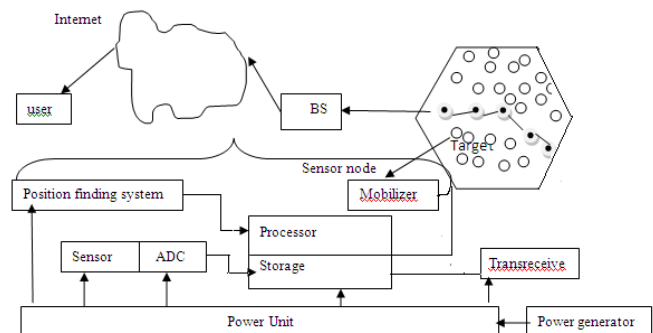 Internet
user
BS
Target
Sensor node
Position finding system
Mobilizer
Processor
Sensor
ADC
Storage
Transreceive
Power Unit
Power generator